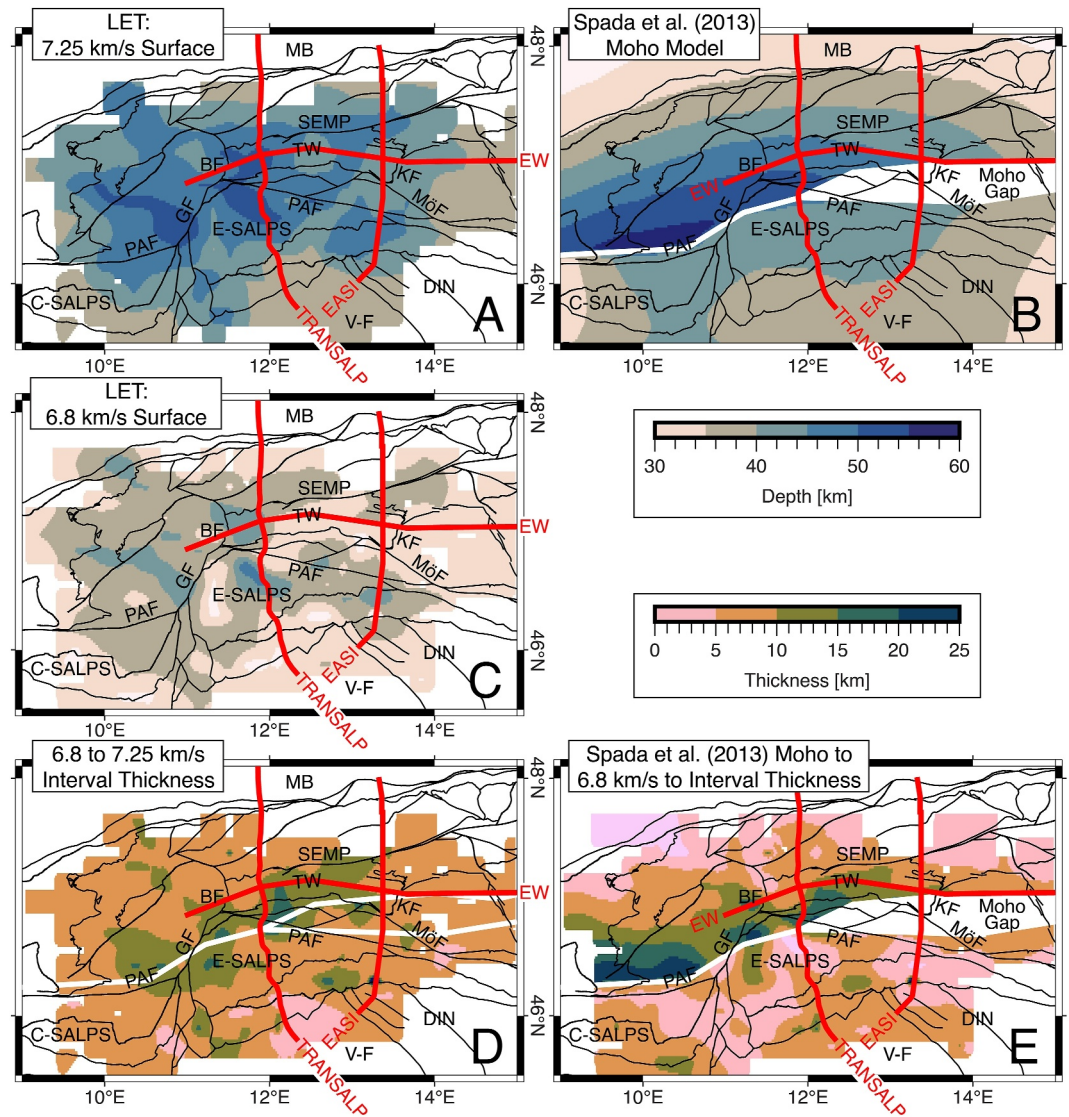 LET:
7.25 km/s Surface
MB
48°N
SEMP
TW
BF
EW
KF
GF
PAF
MöF
PAF
E-SALPS
46°N
C-SALPS
EASI
DIN
V-F
TRANSALP
A
10°E
12°E
14°E
Spada et al. (2013)
Moho Model
MB
SEMP
TW
BF
EW
KF
Moho
Gap
GF
PAF
MöF
PAF
E-SALPS
C-SALPS
EASI
DIN
V-F
TRANSALP
B
10°E
12°E
14°E
LET:
6.8 km/s Surface
MB
48°N
SEMP
TW
BF
EW
KF
GF
PAF
MöF
PAF
E-SALPS
46°N
C-SALPS
EASI
DIN
V-F
TRANSALP
C
10°E
12°E
14°E
30 40 50 60
Depth [km]
0 5 10 15 20 25
Thickness [km]
6.8 to 7.25 km/s
Interval Thickness
MB
48°N
SEMP
TW
BF
EW
KF
GF
PAF
MöF
PAF
E-SALPS
46°N
C-SALPS
EASI
DIN
V-F
TRANSALP
D
10°E
12°E
14°E
Spada et al. (2013) Moho to
6.8 km/s to Interval Thickness
MB
SEMP
TW
BF
EW
KF
Moho
Gap
GF
PAF
MöF
PAF
E-SALPS
C-SALPS
EASI
DIN
V-F
TRANSALP
E
10°E
12°E
14°E